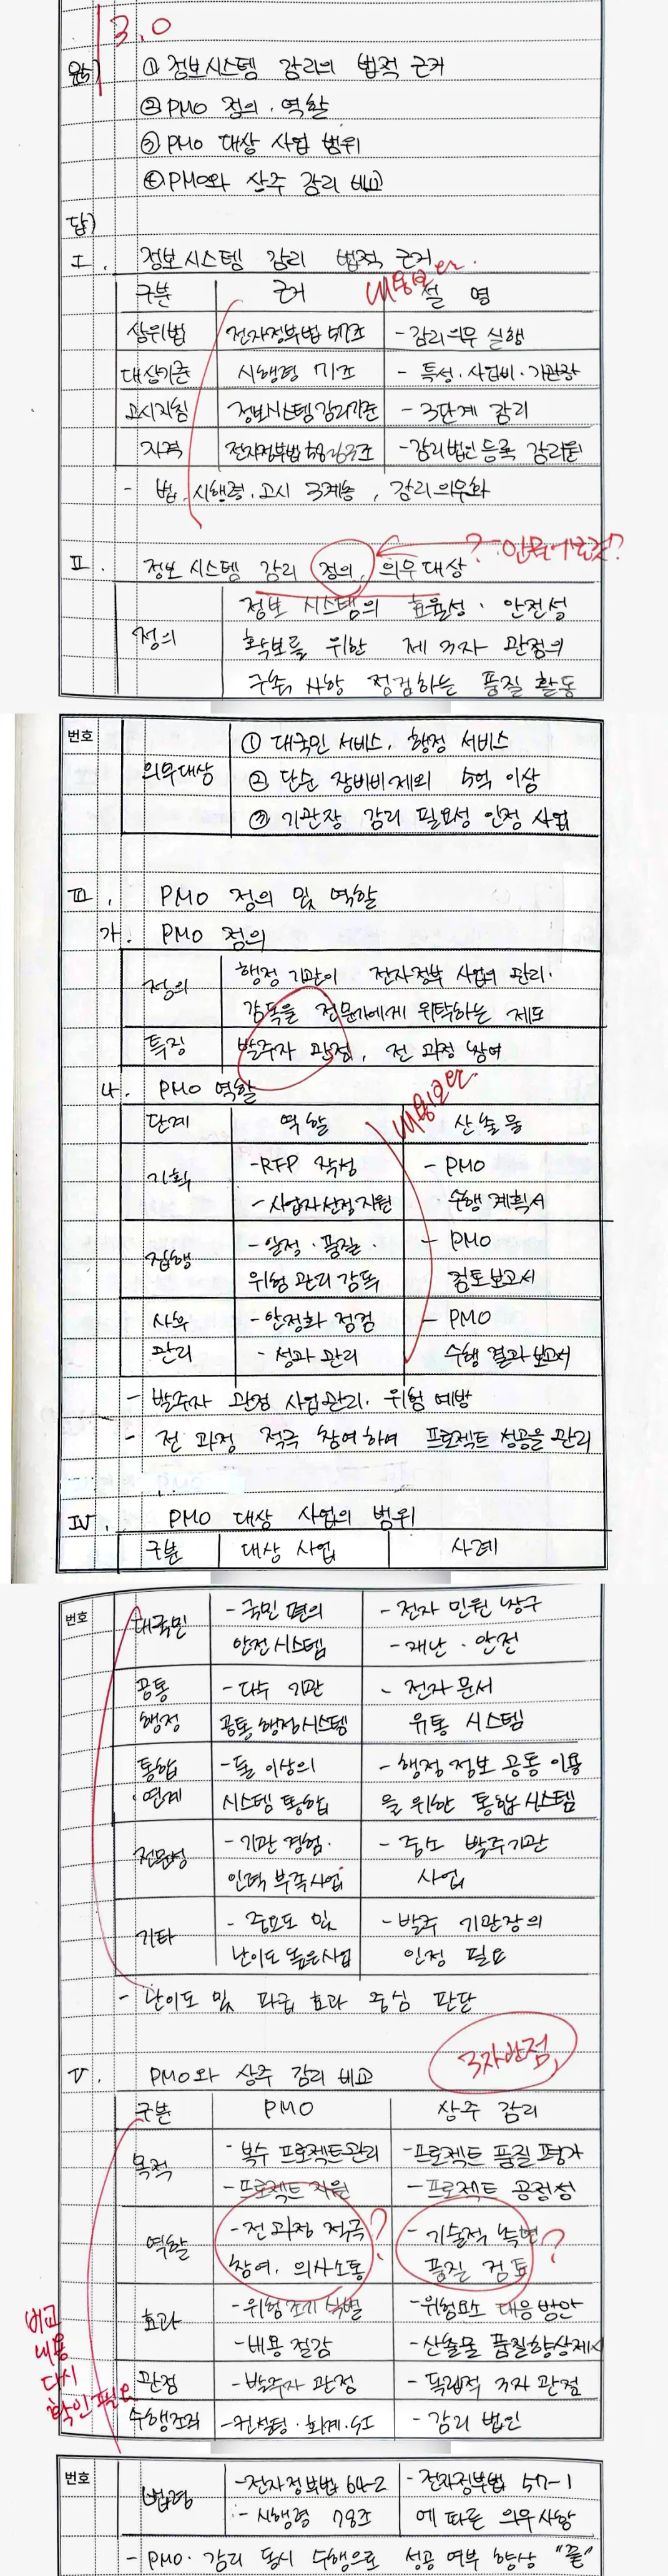 3.0
문5)
① 정보시스템 감리의 법적 근거
② PMO 정의·역할
③ PMO 대상 사업 범위
④ PMO와 상주 감리 비교
답)
I. 정보시스템 감리 법적 근거
내용보완
구분 근거 설명
상위법 전자정부법 57조 - 감리의무 실행
대상기준 시행령 71조 - 특성·사업비·기관장
고시지침 정보시스템감리기준 - 3단계 감리
자격 전자정부법 - 감리법인 등록 감리원
- 법·시행령·고시 3계층, 감리의무화
II. 정보 시스템 감리 정의, 의무대상
정의 정보 시스템의 효율성·안전성
확보를 위한 제 3자 관점의
구축 사항 점검하는 품질 활동
번호
의무대상 ① 대국민 서비스, 행정 서비스
② 단순 장비비제외 5억 이상
③ 기관장 감리 필요성 인정 사업
III. PMO 정의 및 역할
가. PMO 정의
정의 행정 기관이 전자정부 사업의 관리·
감독을 전문가에게 위탁하는 제도
특징 발주자 관점, 전 과정 참여
나. PMO 역할
내용보완
단계 역할 산출물
기획 - RFP 작성 - PMO
- 사업자선정지원 수행 계획서
집행 - 일정·품질· - PMO
위험 관리 감독 검토보고서
사후 - 안정화 점검 - PMO
관리 - 성과 관리 수행 결과 보고서
- 발주자 관점 사업관리·위험 예방
- 전 과정 적극 참여하여 프로젝트 성공을 관리
IV. PMO 대상 사업의 범위
구분 대상 사업 사례
번호
대국민 - 국민 편의 - 전자 민원 창구
안전시스템 - 재난·안전
공통 - 다수 기관 - 전자 문서
행정 공통 행정시스템 유통 시스템
통합 - 둘 이상의 - 행정 정보 공동 이용
·연계 시스템 통합 을 위한 통합 시스템
전문성 - 기관 경험· - 중소 발주기관
인력 부족사업 사업
기타 - 중요도 및 - 발주 기관장의
난이도 높은사업 인정 필요
- 난이도 및 파급 효과 중심 판단
3자관점
V. PMO와 상주 감리 비교
구분 PMO 상주 감리
목적 - 복수 프로젝트관리 - 프로젝트 품질 평가
- 프로젝트 지원 - 프로젝트 공정성
역할 - 전 과정 적극 ? - 기술적 측면 ?
참여, 의사소통 품질 검토
효과 - 위험 조기 식별 - 위험요소 대응 방안
- 비용 절감 - 산출물 품질향상제시
비교
내용
다시
확인 필요
관점 - 발주자 관점 - 독립적 3자 관점
수행조직 - 컨설팅·회계·SI - 감리 법인
번호
법령 - 전자정부법 64-2 - 전자정부법 57-1
- 시행령 78조 에 따른 의무사항
- PMO·감리 동시 수행으로 성공 여부 향상 "끝"